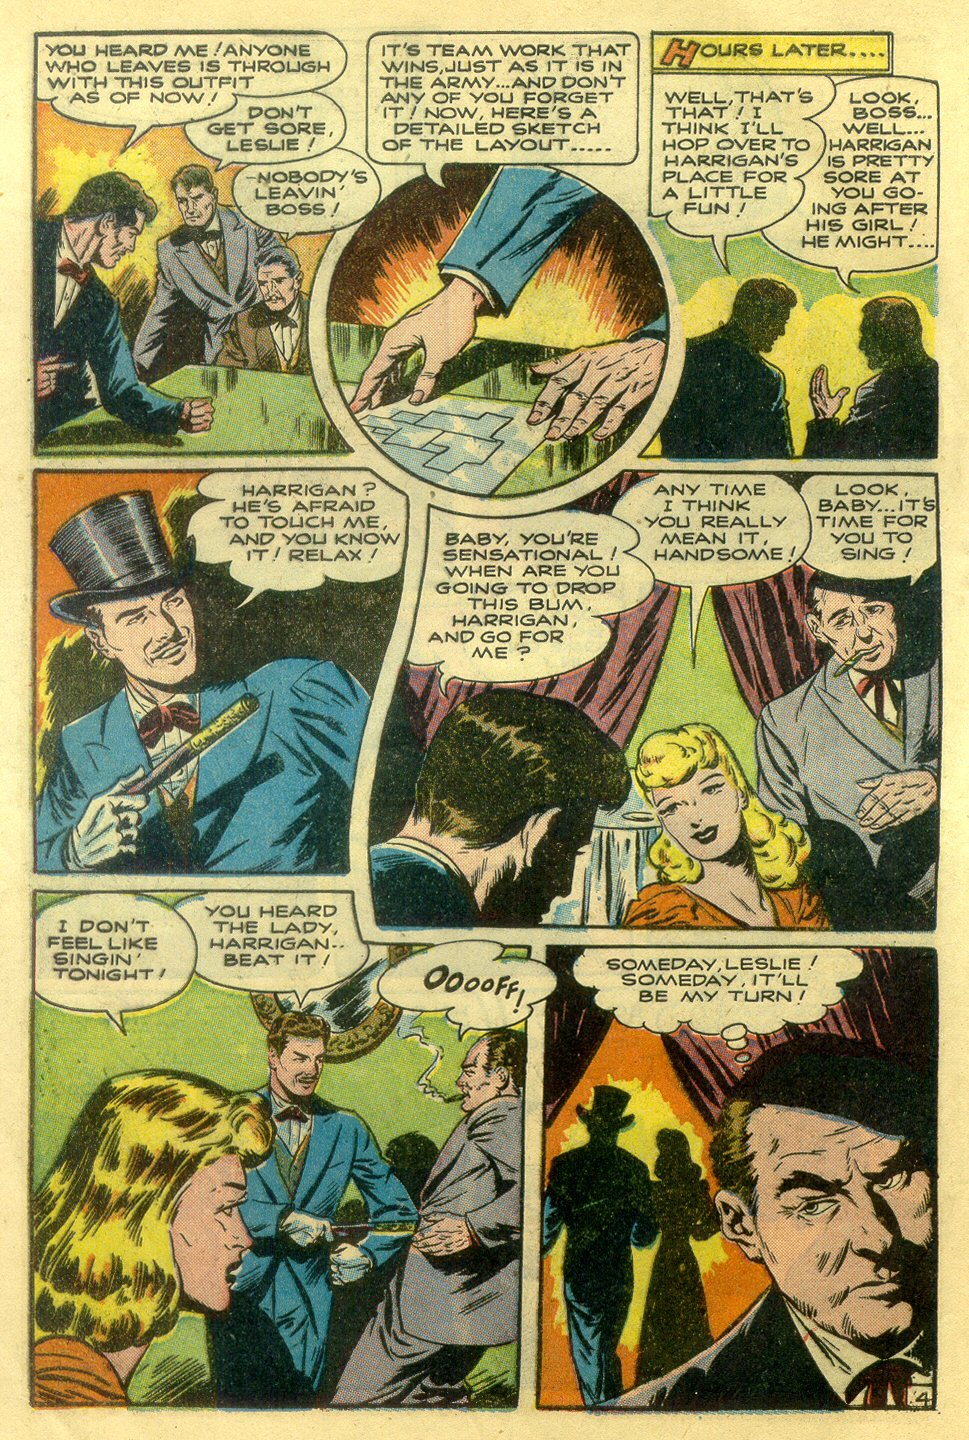 YOU HEARD ME! ANYONE
WHO LEAVES IS THROUGH
WITH THIS OUTFIT
AS OF NOW!
DON'T
GET SORE,
LESLIE!
-NOBODY'S
LEAVIN'
BOSS!
IT'S TEAM WORK THAT
WINS, JUST AS IT IS IN
THE ARMY...AND DON'T
ANY OF YOU FORGET
IT! NOW, HERE'S A
DETAILED SKETCH
OF THE LAYOUT.....
HOURS LATER....
WELL, THAT'S
THAT! I
THINK I'LL
HOP OVER TO
HARRIGAN'S
PLACE FOR
A LITTLE
FUN!
LOOK,
BOSS...
WELL...
HARRIGAN
IS PRETTY
SORE AT
YOU GO-
ING AFTER
HIS GIRL!
HE MIGHT....
HARRIGAN?
HE'S AFRAID
TO TOUCH ME,
AND YOU KNOW
IT! RELAX!
BABY, YOU'RE
SENSATIONAL!
WHEN ARE YOU
GOING TO DROP
THIS BUM,
HARRIGAN,
AND GO FOR
ME?
ANY TIME
I THINK
YOU REALLY
MEAN IT,
HANDSOME!
LOOK,
BABY...IT'S
TIME FOR
YOU TO
SING!
I DON'T
FEEL LIKE
SINGIN'
TONIGHT!
YOU HEARD
THE LADY,
HARRIGAN--
BEAT IT!
OOOOFF!
SOMEDAY, LESLIE!
SOMEDAY, IT'LL
BE MY TURN!
4